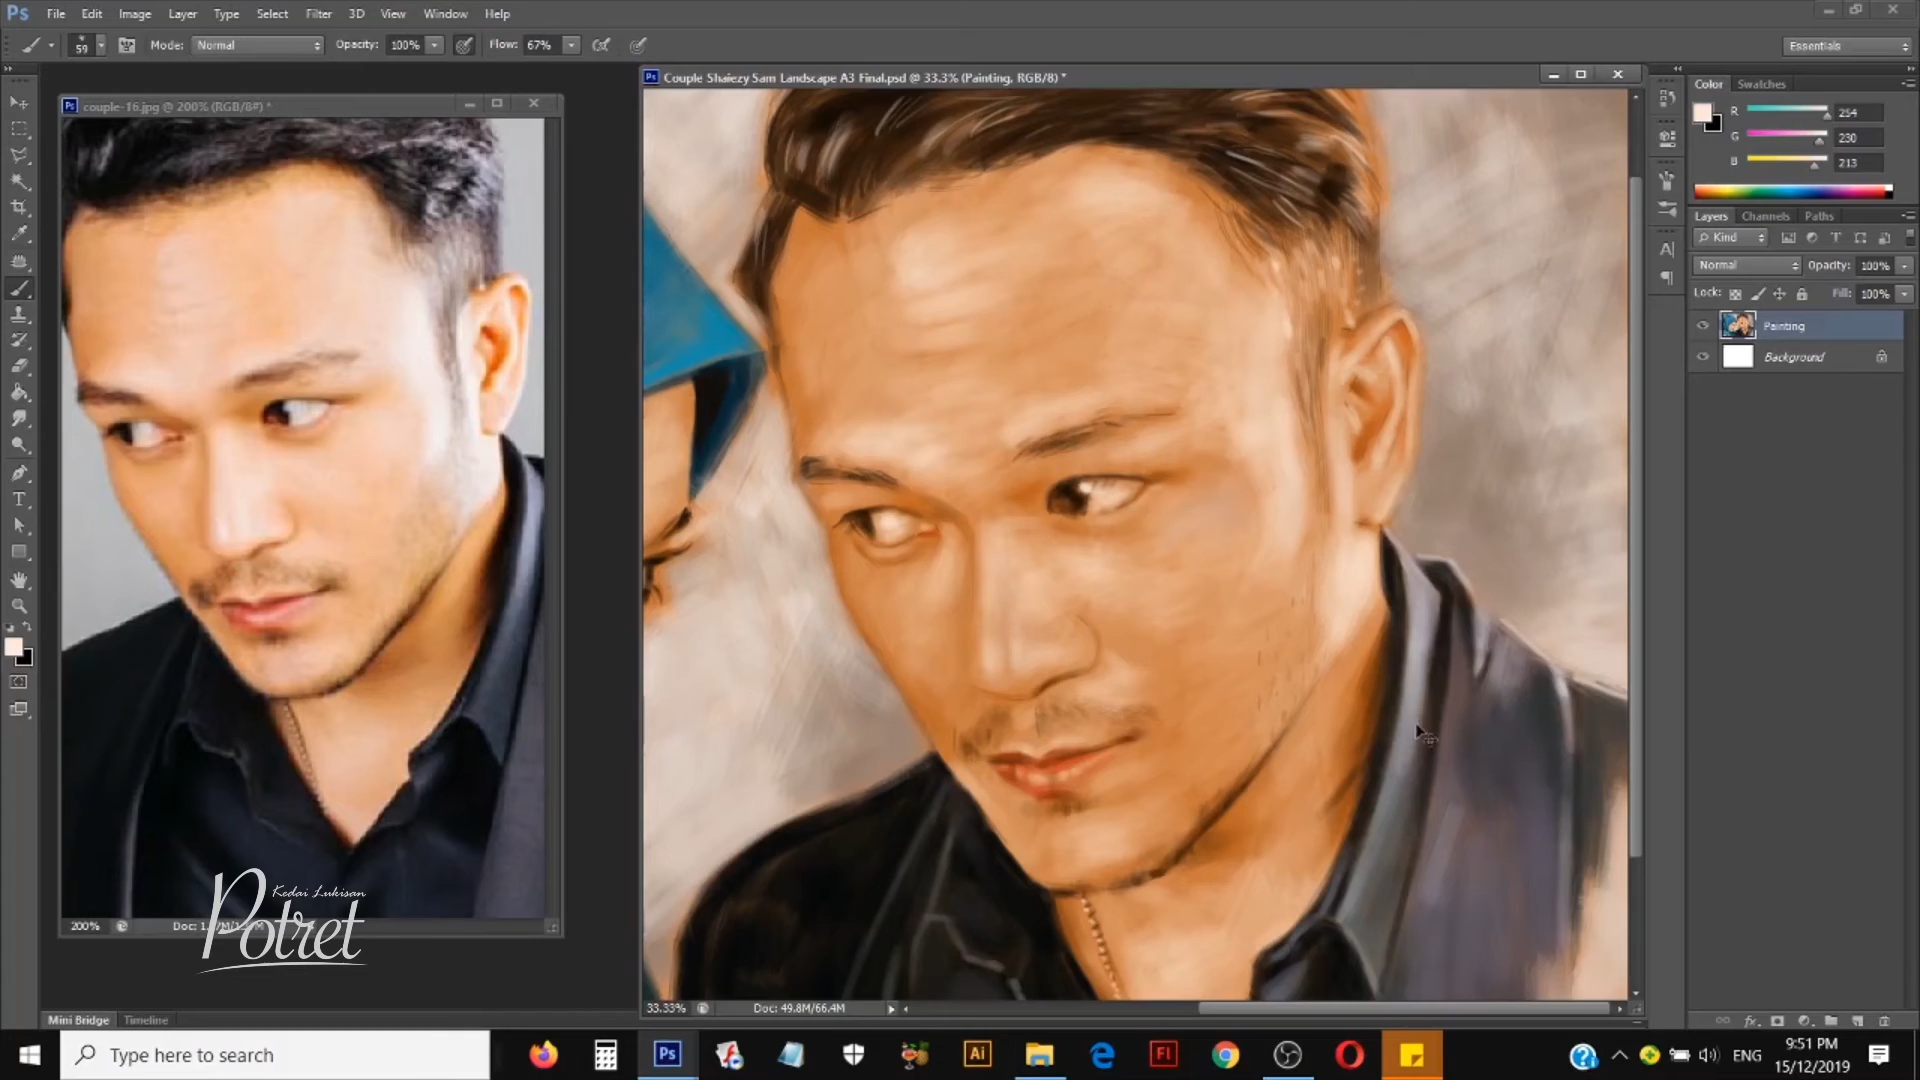 Ps File Edit Image Layer Type Select Filter 3D View Window Help
59 Mode: Normal Opacity: 100% Flow: 67% Essentials
Couple Shaiezy Sam Landscape A3 Final.psd @ 33.3% (Painting, RGB/8) *
couple-16.jpg @ 200% (RGB/8#) *
Color Swatches
R 254
G 230
B 213
Layers Channels Paths
Kind
Normal Opacity: 100%
Lock: Fill: 100%
Painting
Background
Kedai Lukisan
Potret
200% Doc:
33.33% Doc: 49.8M/66.4M
Mini Bridge Timeline
Type here to search
Ps Ai Fl
ENG
9:51 PM
15/12/2019